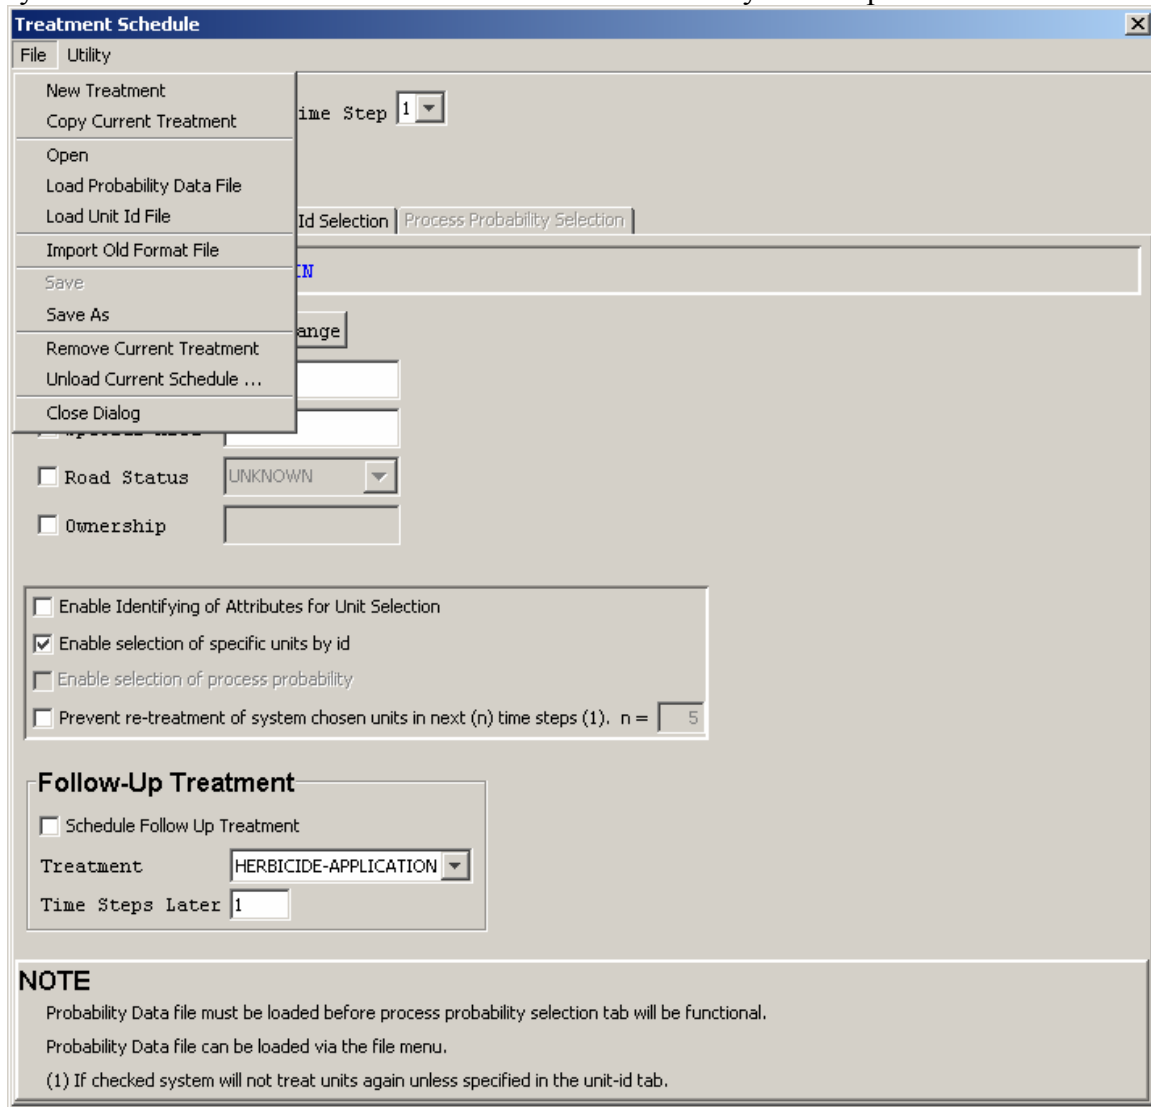 Treatment Schedule
File Utility
New Treatment
Copy Current Treatment
ime Step 1
Open
Load Probability Data File
Load Unit Id File
Id Selection Process Probability Selection
Import Old Format File
IN
Save
Save As
ange
Remove Current Treatment
Unload Current Schedule ...
Close Dialog
Road Status UNKNOWN
Ownership
Enable Identifying of Attributes for Unit Selection
Enable selection of specific units by id
Enable selection of process probability
Prevent re-treatment of system chosen units in next (n) time steps (1). n = 5
Follow-Up Treatment
Schedule Follow Up Treatment
Treatment HERBICIDE-APPLICATION
Time Steps Later 1
NOTE
Probability Data file must be loaded before process probability selection tab will be functional.
Probability Data file can be loaded via the file menu.
(1) If checked system will not treat units again unless specified in the unit-id tab.